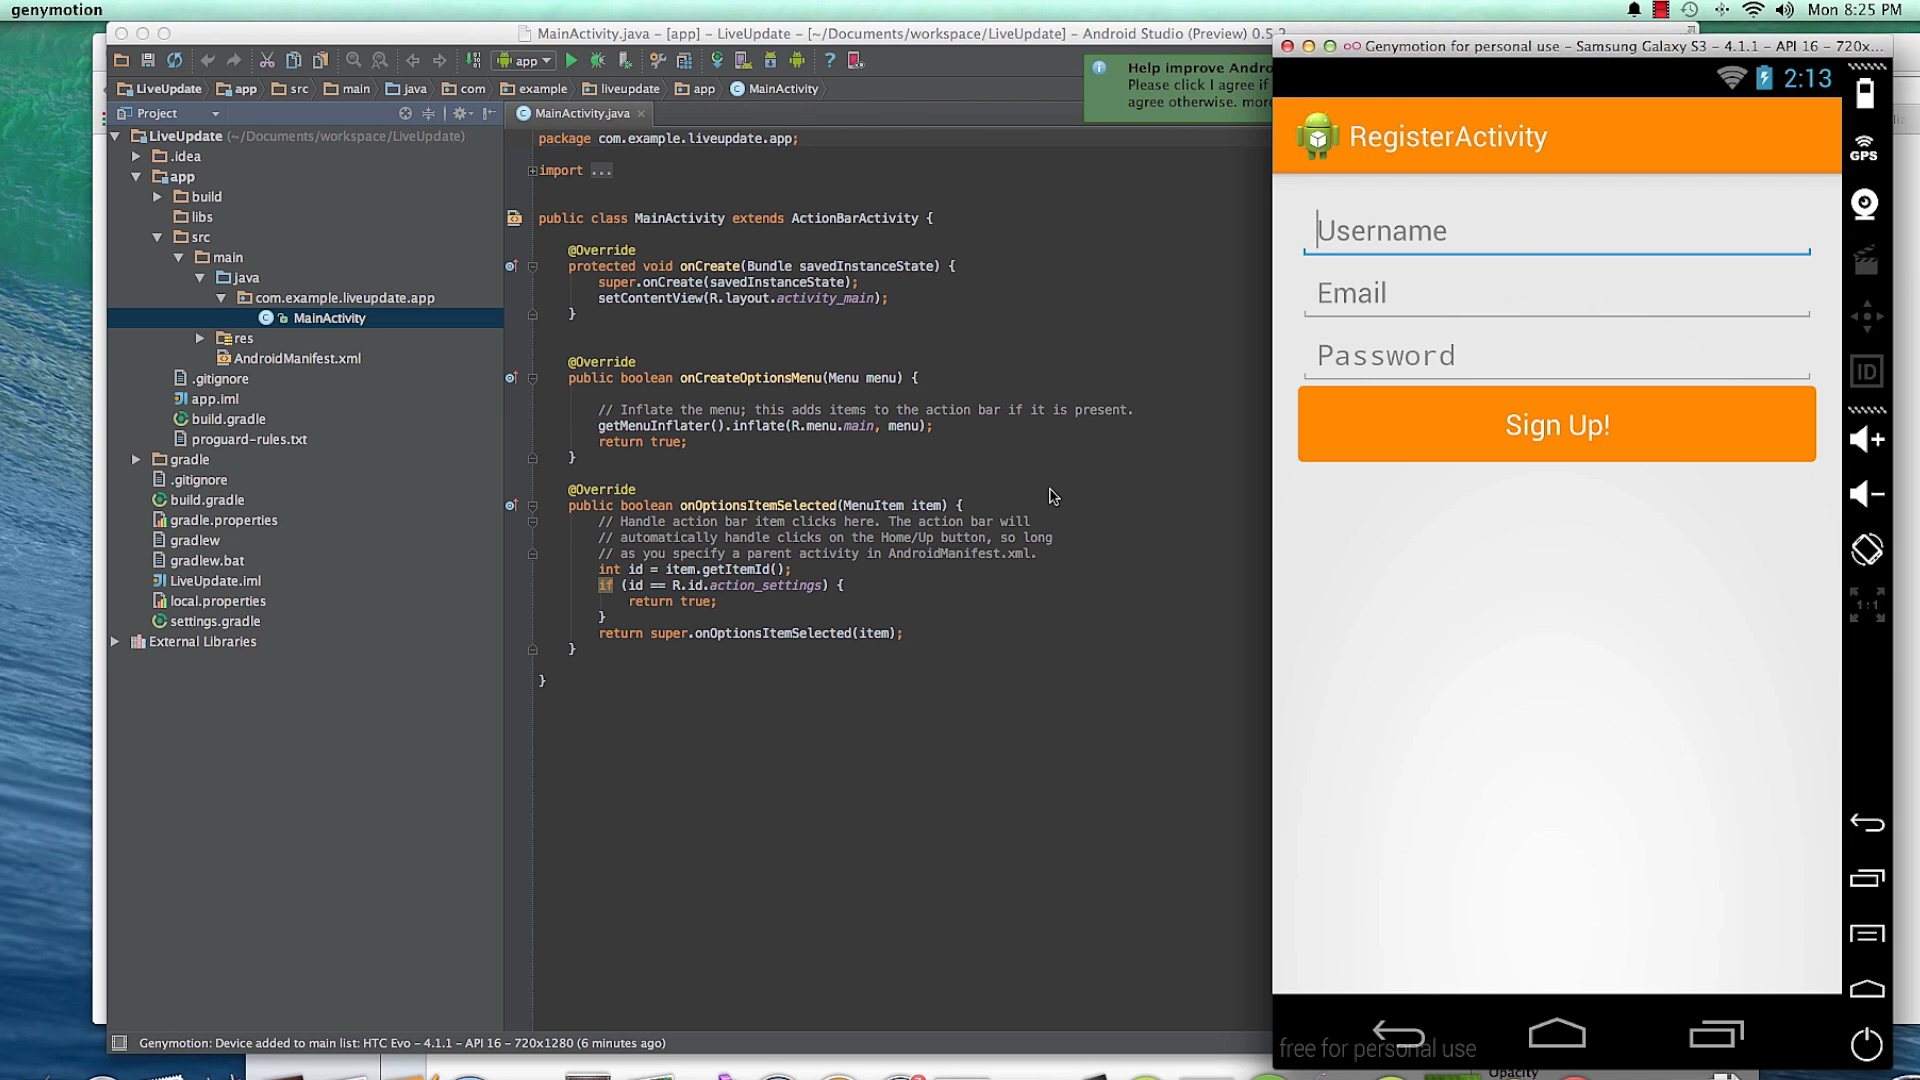 genymotion
Mon 8:25 PM
MainActivity.java – [app] – LiveUpdate – [~/Documents/workspace/LiveUpdate] – Android Studio (Preview) 0.5.2
app
LiveUpdate app src main java com example liveupdate app MainActivity
Project
MainActivity.java
LiveUpdate (~/Documents/workspace/LiveUpdate)
.idea
app
build
libs
src
main
java
com.example.liveupdate.app
MainActivity
res
AndroidManifest.xml
.gitignore
app.iml
build.gradle
proguard-rules.txt
gradle
.gitignore
build.gradle
gradle.properties
gradlew
gradlew.bat
LiveUpdate.iml
local.properties
settings.gradle
External Libraries
package com.example.liveupdate.app;
import ...
public class MainActivity extends ActionBarActivity {
@Override
protected void onCreate(Bundle savedInstanceState) {
super.onCreate(savedInstanceState);
setContentView(R.layout.activity_main);
}
@Override
public boolean onCreateOptionsMenu(Menu menu) {
// Inflate the menu; this adds items to the action bar if it is present.
getMenuInflater().inflate(R.menu.main, menu);
return true;
}
@Override
public boolean onOptionsItemSelected(MenuItem item) {
// Handle action bar item clicks here. The action bar will
// automatically handle clicks on the Home/Up button, so long
// as you specify a parent activity in AndroidManifest.xml.
int id = item.getItemId();
if (id == R.id.action_settings) {
return true;
}
return super.onOptionsItemSelected(item);
}
}
Help improve Andro
Please click I agree if
agree otherwise. more
Genymotion for personal use – Samsung Galaxy S3 – 4.1.1 – API 16 – 720x...
2:13
RegisterActivity
Username
Email
Password
Sign Up!
GPS
ID
1:1
free for personal use
Genymotion: Device added to main list: HTC Evo – 4.1.1 – API 16 – 720x1280 (6 minutes ago)
Opacity